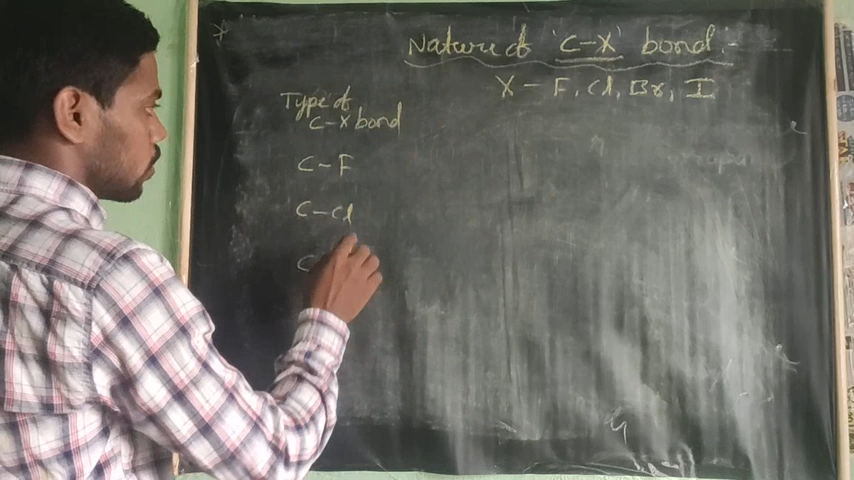 Nature of 'C-X' bond :-
X - F, Cl, Br, I
Type of
C-X bond
C-F
C-Cl
C